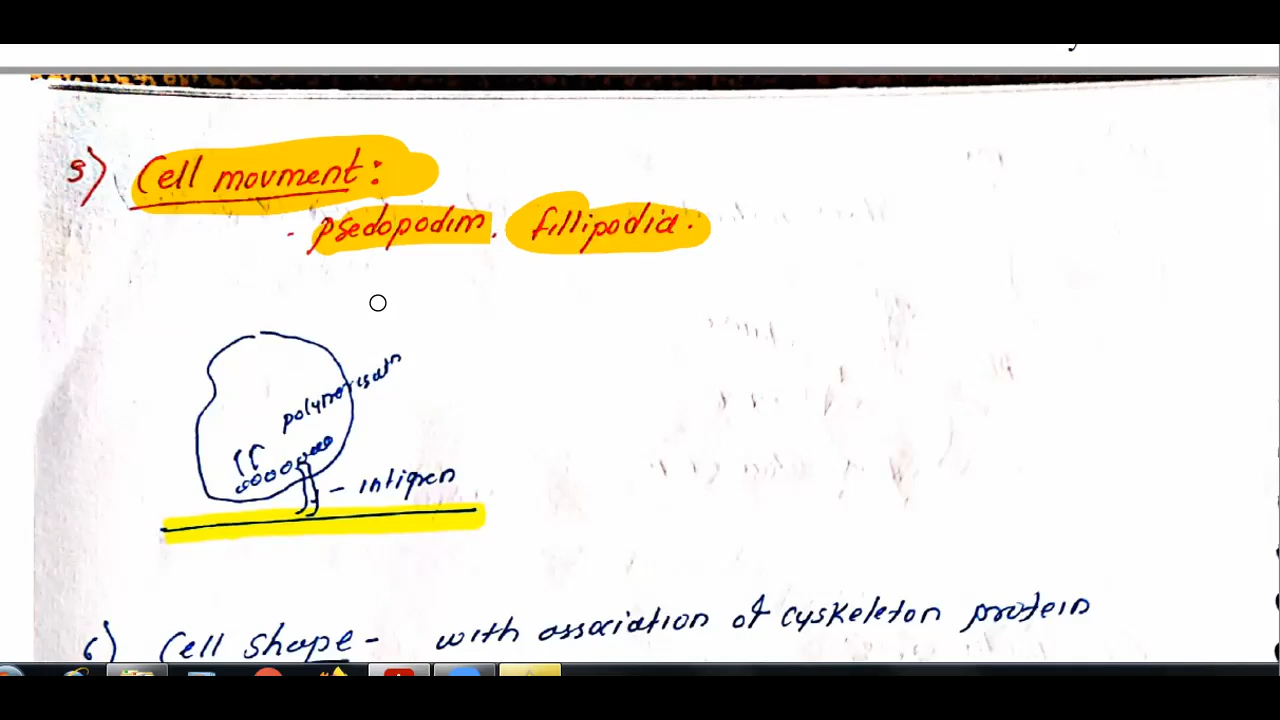 5) Cell movment:
- psedopodim. fillipodia.
polymerisatn
- intigren
6) Cell shape - with association of cyskeleton protein